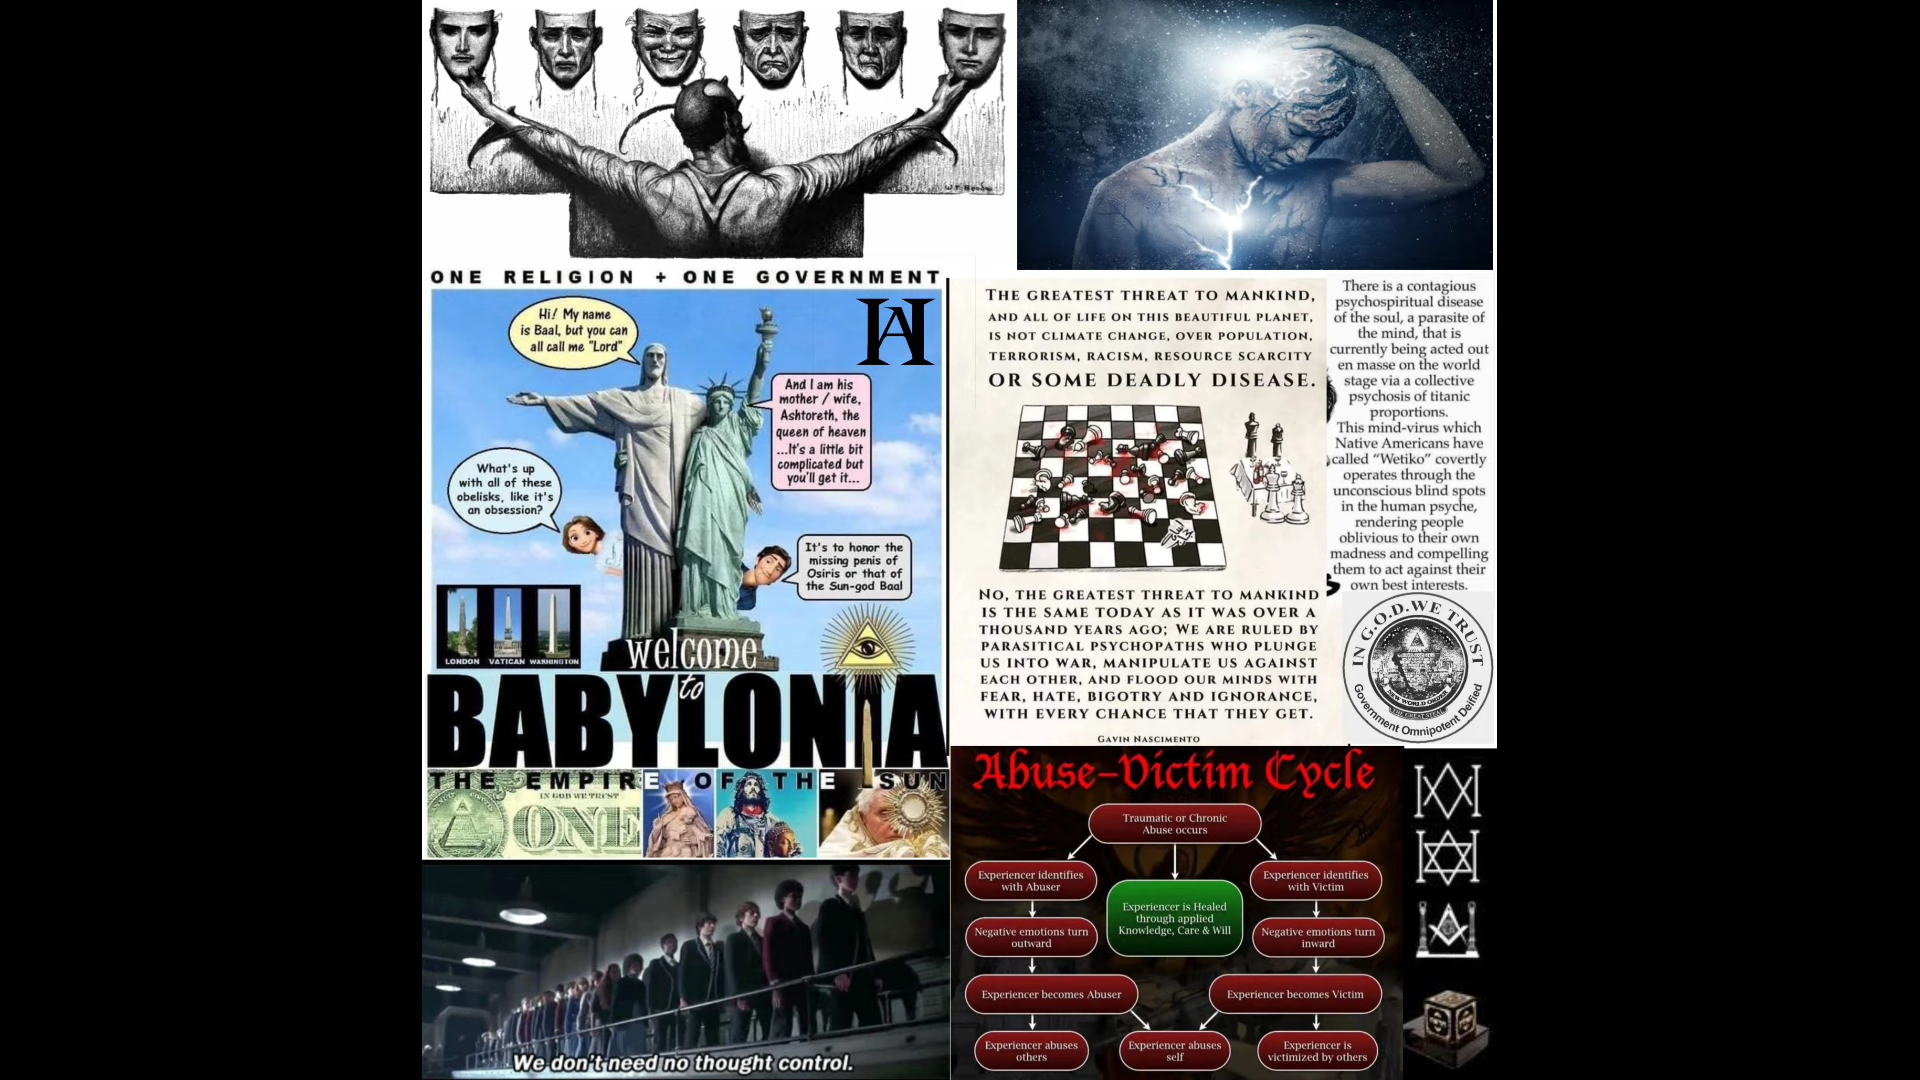 ONE RELIGION + ONE GOVERNMENT
Hi! My name
is Baal, but you can
all call me "Lord"
And I am his
mother / wife,
Ashtoreth, the
queen of heaven
...It's a little bit
complicated but
you'll get it...
What's up
with all of these
obelisks, like it's
an obsession?
It's to honor the
missing penis of
Osiris or that of
the Sun-god Baal
LONDON VATICAN WASHINGTON
welcome
to
BABYLONIA
THE EMPIRE OF THE SUN
IN GOD WE TRUST
ONE
We don't need no thought control.
THE GREATEST THREAT TO MANKIND,
AND ALL OF LIFE ON THIS BEAUTIFUL PLANET,
IS NOT CLIMATE CHANGE, OVER POPULATION,
TERRORISM, RACISM, RESOURCE SCARCITY
OR SOME DEADLY DISEASE.
NO, THE GREATEST THREAT TO MANKIND
IS THE SAME TODAY AS IT WAS OVER A
THOUSAND YEARS AGO; WE ARE RULED BY
PARASITICAL PSYCHOPATHS WHO PLUNGE
US INTO WAR, MANIPULATE US AGAINST
EACH OTHER, AND FLOOD OUR MINDS WITH
FEAR, HATE, BIGOTRY AND IGNORANCE,
WITH EVERY CHANCE THAT THEY GET.
GAVIN NASCIMENTO
There is a contagious
psychospiritual disease
of the soul, a parasite of
the mind, that is
currently being acted out
en masse on the world
stage via a collective
psychosis of titanic
proportions.
This mind-virus which
Native Americans have
called "Wetiko" covertly
operates through the
unconscious blind spots
in the human psyche,
rendering people
oblivious to their own
madness and compelling
them to act against their
own best interests.
IN G.O.D. WE TRUST
NEW WORLD ORDER
THE GREAT STEAL
Government Omnipotent Deified
Abuse-Victim Cycle
Traumatic or Chronic
Abuse occurs
Experiencer identifies
with Abuser
Experiencer is Healed
through applied
Knowledge, Care & Will
Experiencer identifies
with Victim
Negative emotions turn
outward
Negative emotions turn
inward
Experiencer becomes Abuser
Experiencer becomes Victim
Experiencer abuses
others
Experiencer abuses
self
Experiencer is
victimized by others